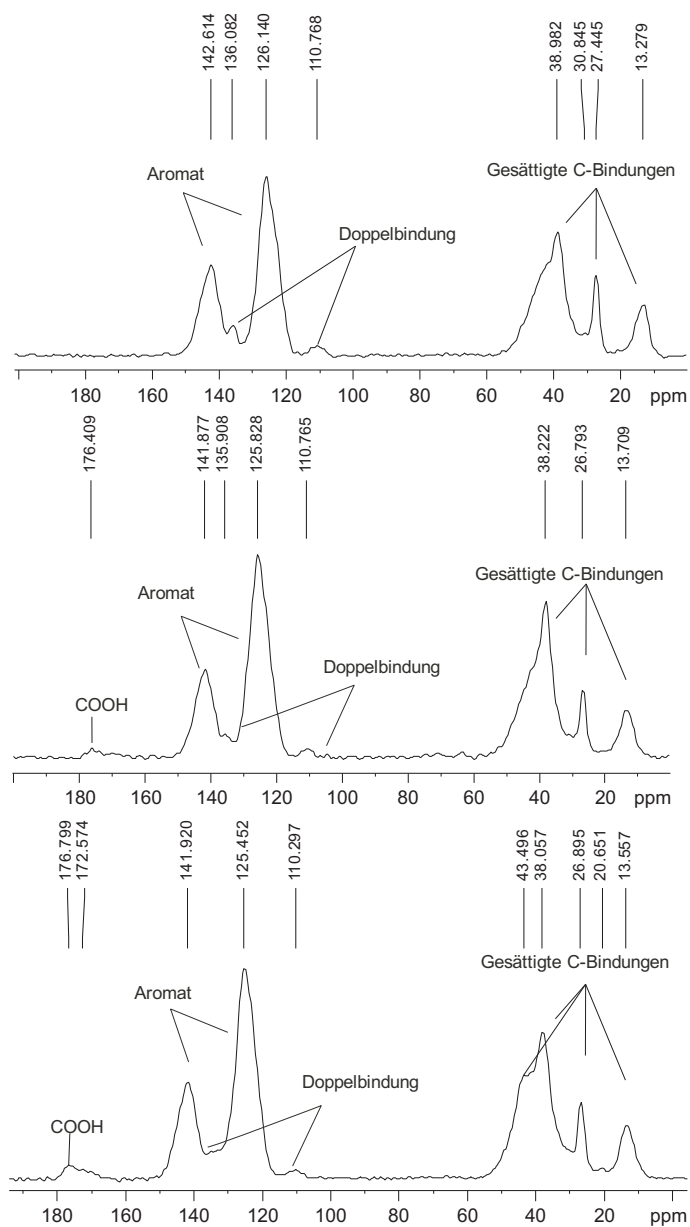 142.614 136.082 126.140 110.768 38.982 30.845 27.445 13.279
Aromat Gesättigte C-Bindungen
Doppelbindung
180 160 140 120 100 80 60 40 20 ppm
176.409 141.877 135.908 125.828 110.765 38.222 26.793 13.709
Aromat Gesättigte C-Bindungen
Doppelbindung
COOH
180 160 140 120 100 80 60 40 20 ppm
176.799 172.574 141.920 125.452 110.297 43.496 38.057 26.895 20.651 13.557
Gesättigte C-Bindungen
Aromat
Doppelbindung
COOH
180 160 140 120 100 80 60 40 20 ppm